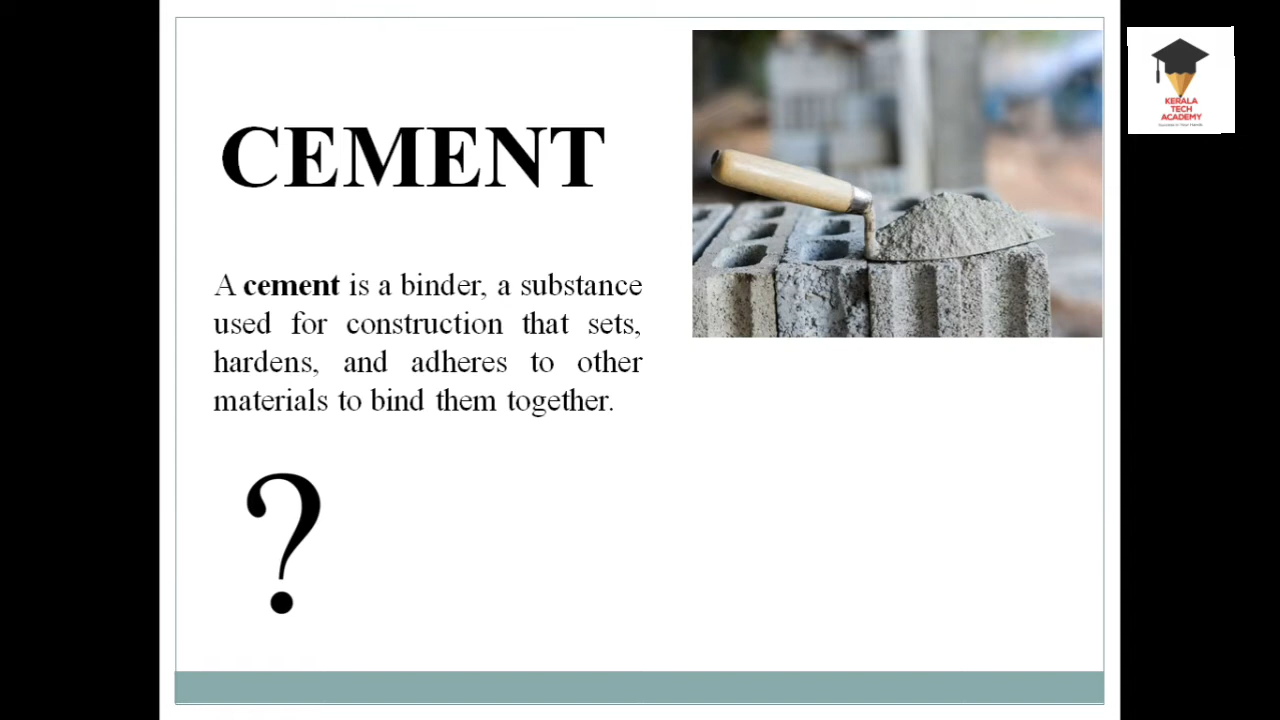 CEMENT
A cement is a binder, a substance
used for construction that sets,
hardens, and adheres to other
materials to bind them together.
?
KERALA
TECH
ACADEMY